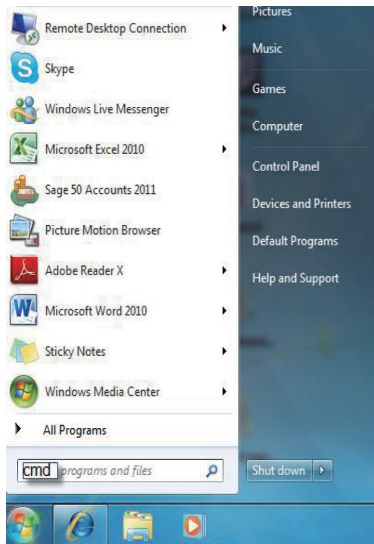 Remote Desktop Connection
Skype
Windows Live Messenger
Microsoft Excel 2010
Sage 50 Accounts 2011
Picture Motion Browser
Adobe Reader X
Microsoft Word 2010
Sticky Notes
Windows Media Center
All Programs
cmd programs and files
Pictures
Music
Games
Computer
Control Panel
Devices and Printers
Default Programs
Help and Support
Shut down